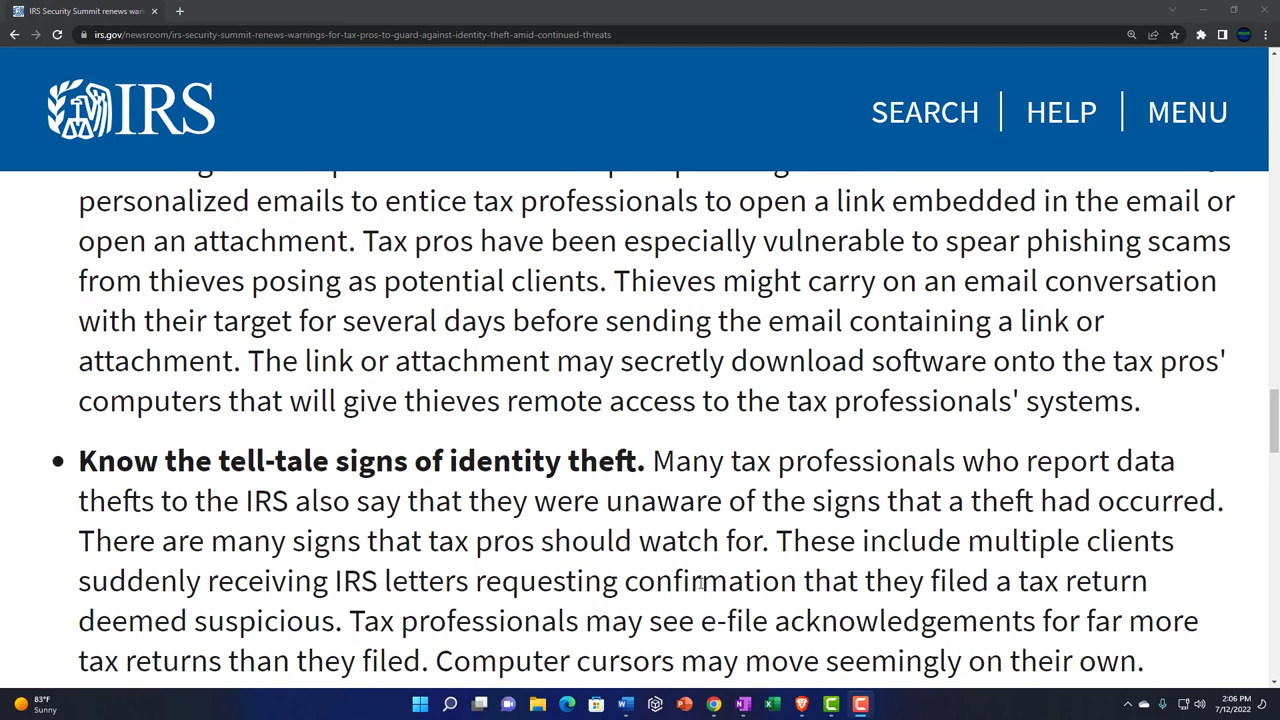 IRS Security Summit renews warn
irs.gov/newsroom/irs-security-summit-renews-warnings-for-tax-pros-to-guard-against-identity-theft-amid-continued-threats
IRS
SEARCH
HELP
MENU
personalized emails to entice tax professionals to open a link embedded in the email or
open an attachment. Tax pros have been especially vulnerable to spear phishing scams
from thieves posing as potential clients. Thieves might carry on an email conversation
with their target for several days before sending the email containing a link or
attachment. The link or attachment may secretly download software onto the tax pros'
computers that will give thieves remote access to the tax professionals' systems.
• Know the tell-tale signs of identity theft. Many tax professionals who report data
thefts to the IRS also say that they were unaware of the signs that a theft had occurred.
There are many signs that tax pros should watch for. These include multiple clients
suddenly receiving IRS letters requesting confirmation that they filed a tax return
deemed suspicious. Tax professionals may see e-file acknowledgements for far more
tax returns than they filed. Computer cursors may move seemingly on their own.
83°F
Sunny
2:06 PM
7/12/2022